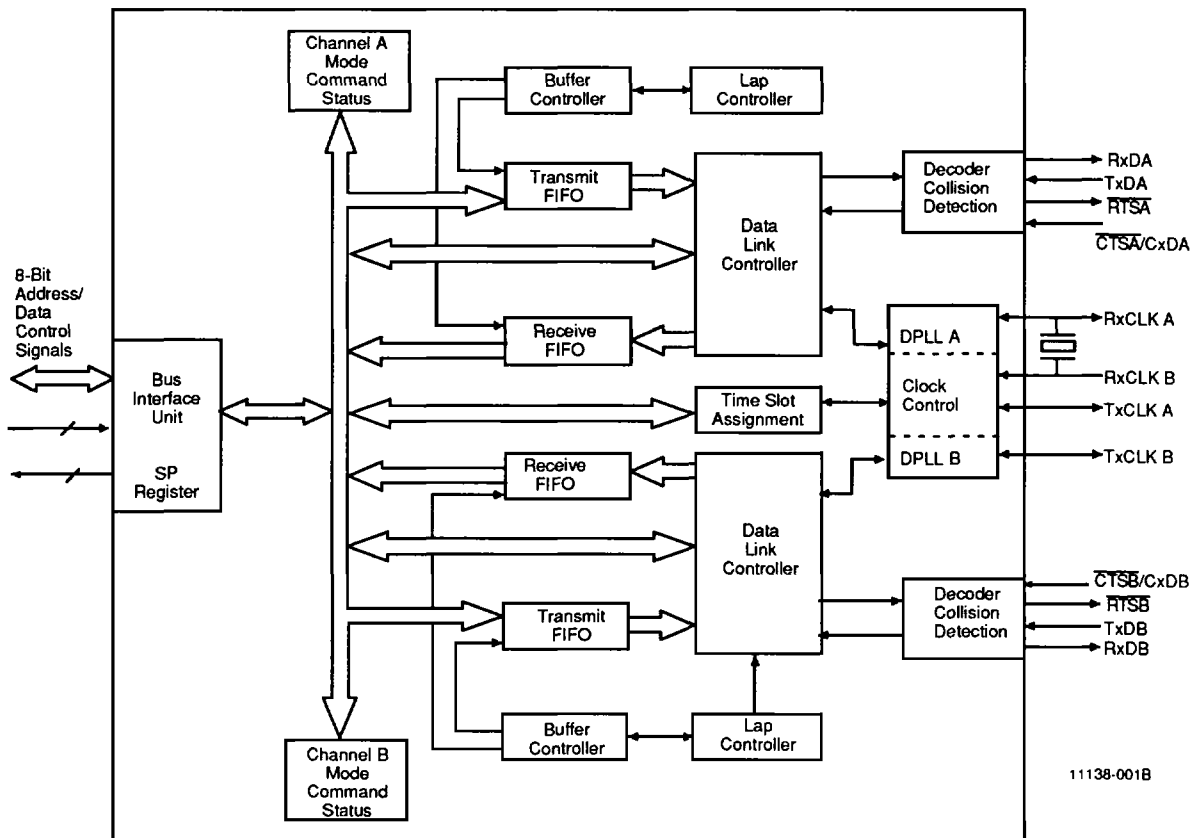 Channel A
Mode
Command
Status
Buffer
Controller
Lap
Controller
Transmit
FIFO
Data
Link
Controller
Decoder
Collision
Detection
RxDA
TxDA
RTSA
CTSA/CxDA
8-Bit
Address/
Data
Control
Signals
Bus
Interface
Unit
SP
Register
Receive
FIFO
DPLL A
Clock
Control
DPLL B
RxCLK A
RxCLK B
TxCLK A
TxCLK B
Time Slot
Assignment
Receive
FIFO
Data
Link
Controller
Transmit
FIFO
Decoder
Collision
Detection
CTSB/CxDB
RTSB
TxDB
RxDB
Buffer
Controller
Lap
Controller
Channel B
Mode
Command
Status
11138-001B